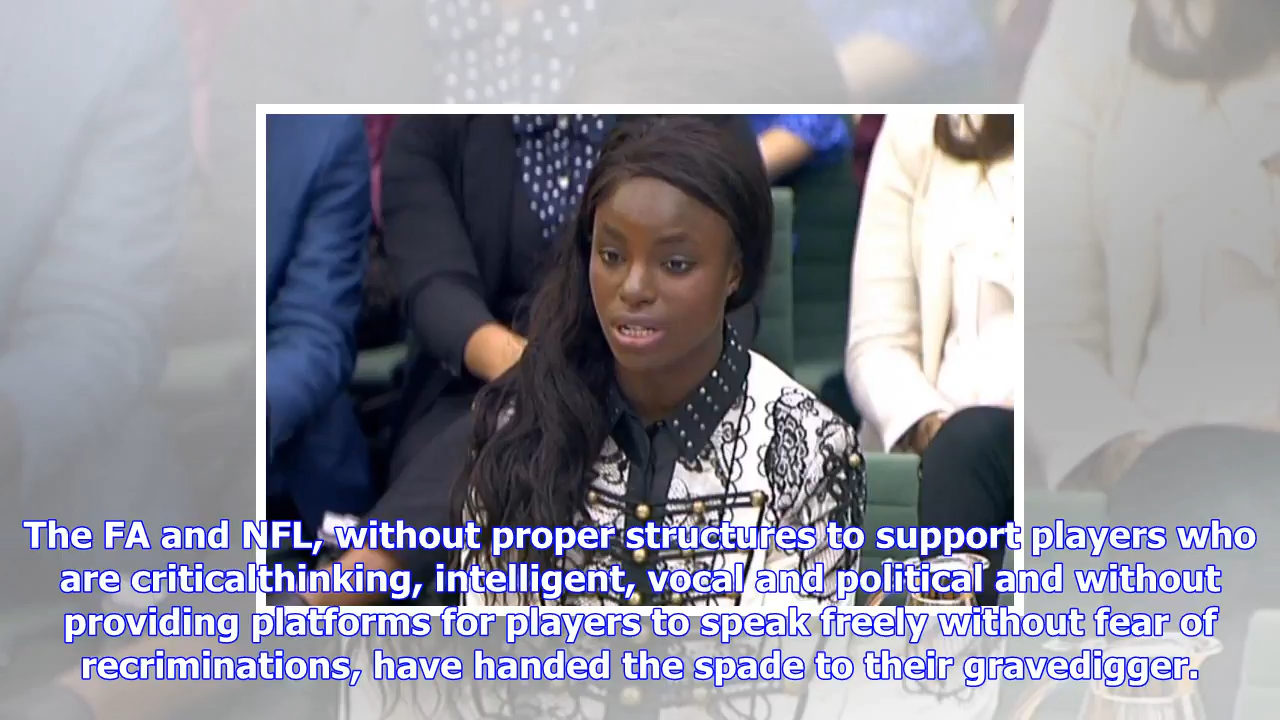 The FA and NFL, without proper structures to support players who
are criticalthinking, intelligent, vocal and political and without
providing platforms for players to speak freely without fear of
recriminations, have handed the spade to their gravedigger.